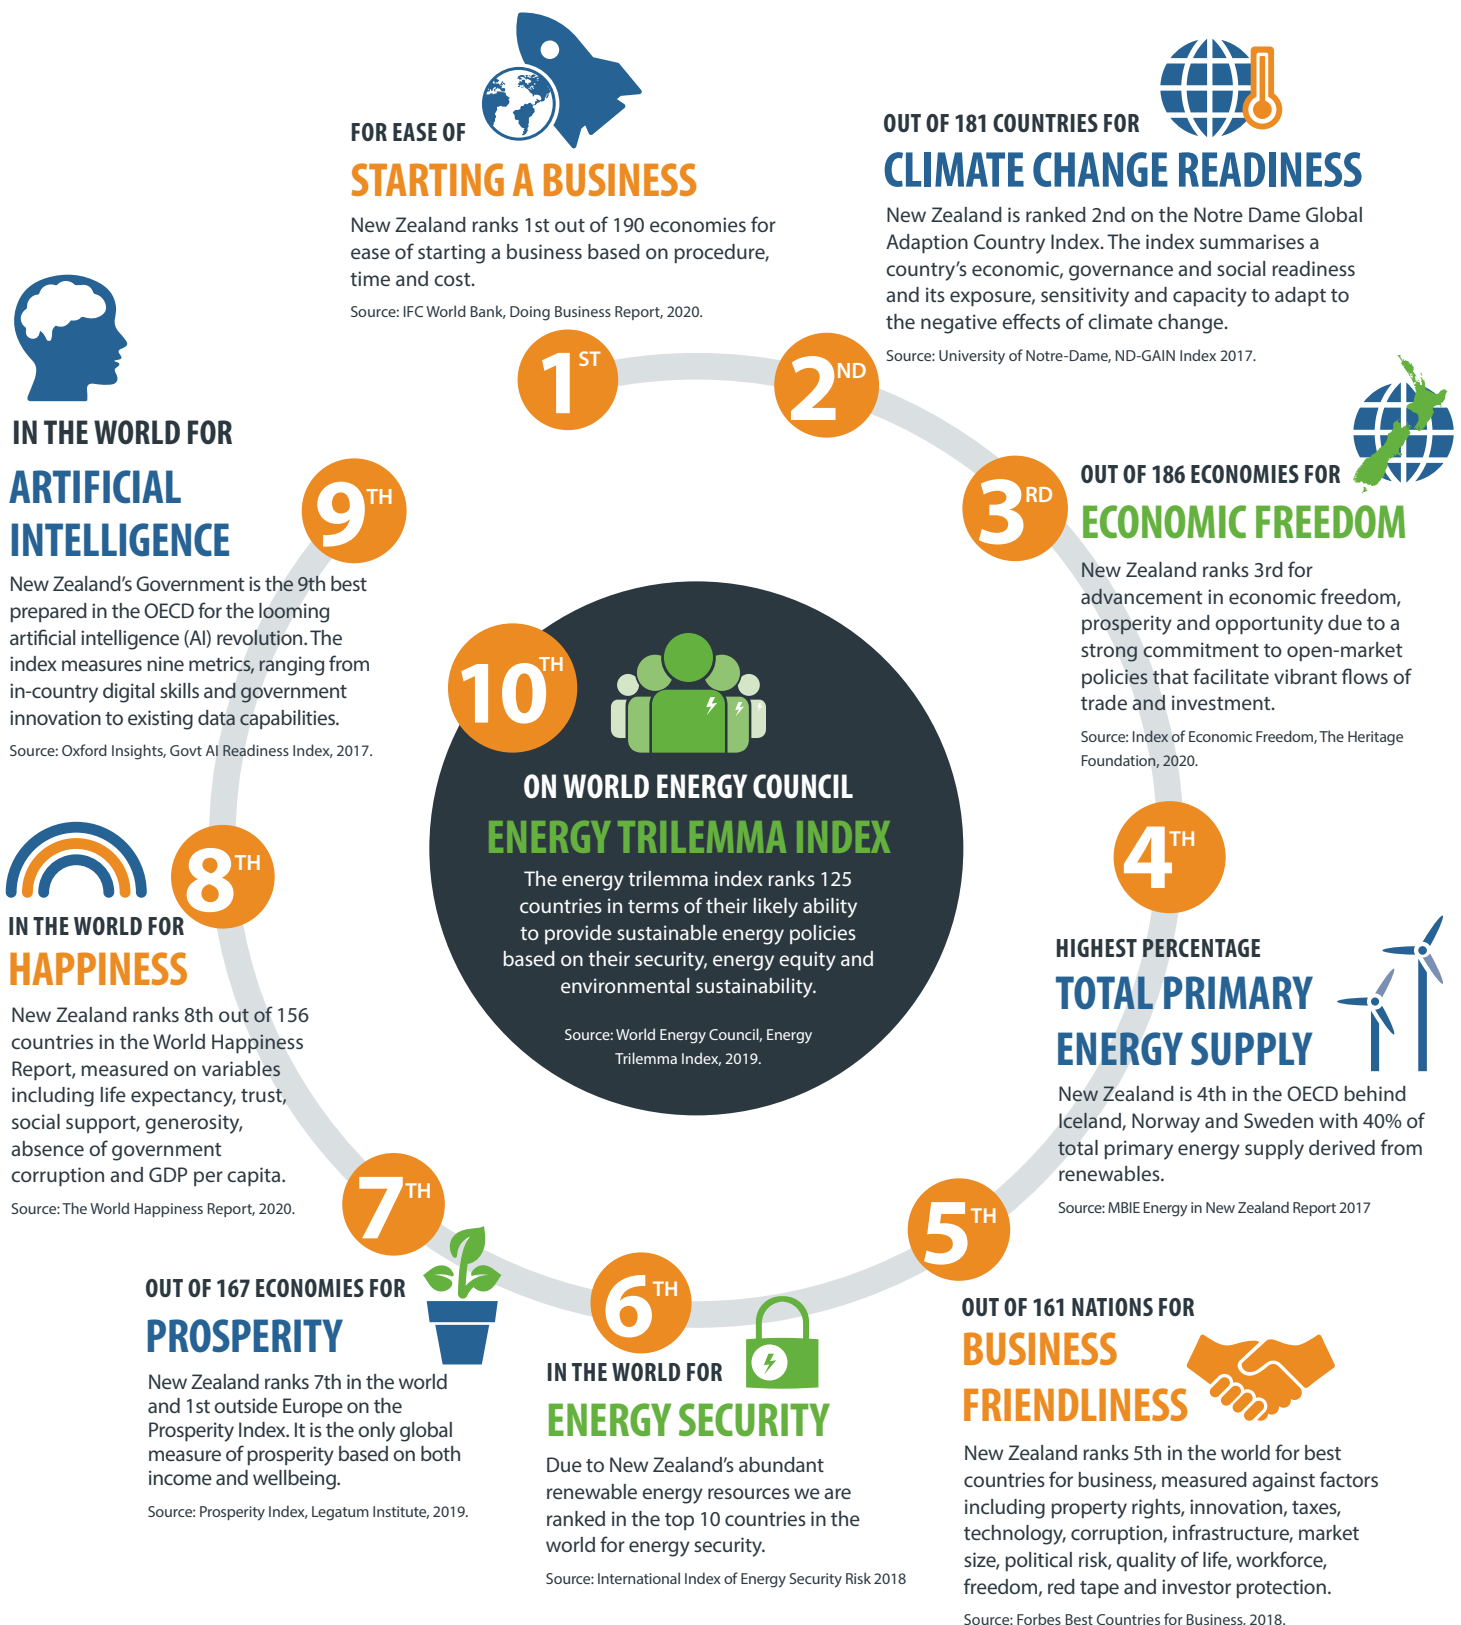 FOR EASE OF
STARTING A BUSINESS
New Zealand ranks 1st out of 190 economies for
ease of starting a business based on procedure,
time and cost.
Source: IFC World Bank, Doing Business Report, 2020.
1ST
OUT OF 181 COUNTRIES FOR
CLIMATE CHANGE READINESS
New Zealand is ranked 2nd on the Notre Dame Global
Adaption Country Index. The index summarises a
country's economic, governance and social readiness
and its exposure, sensitivity and capacity to adapt to
the negative effects of climate change.
Source: University of Notre-Dame, ND-GAIN Index 2017.
2ND
3RD
OUT OF 186 ECONOMIES FOR
ECONOMIC FREEDOM
New Zealand ranks 3rd for
advancement in economic freedom,
prosperity and opportunity due to a
strong commitment to open-market
policies that facilitate vibrant flows of
trade and investment.
Source: Index of Economic Freedom, The Heritage
Foundation, 2020.
4TH
HIGHEST PERCENTAGE
TOTAL PRIMARY
ENERGY SUPPLY
New Zealand is 4th in the OECD behind
Iceland, Norway and Sweden with 40% of
total primary energy supply derived from
renewables.
Source: MBIE Energy in New Zealand Report 2017
5TH
OUT OF 161 NATIONS FOR
BUSINESS
FRIENDLINESS
New Zealand ranks 5th in the world for best
countries for business, measured against factors
including property rights, innovation, taxes,
technology, corruption, infrastructure, market
size, political risk, quality of life, workforce,
freedom, red tape and investor protection.
Source: Forbes Best Countries for Business, 2018.
6TH
IN THE WORLD FOR
ENERGY SECURITY
Due to New Zealand's abundant
renewable energy resources we are
ranked in the top 10 countries in the
world for energy security.
Source: International Index of Energy Security Risk 2018
7TH
OUT OF 167 ECONOMIES FOR
PROSPERITY
New Zealand ranks 7th in the world
and 1st outside Europe on the
Prosperity Index. It is the only global
measure of prosperity based on both
income and wellbeing.
Source: Prosperity Index, Legatum Institute, 2019.
8TH
IN THE WORLD FOR
HAPPINESS
New Zealand ranks 8th out of 156
countries in the World Happiness
Report, measured on variables
including life expectancy, trust,
social support, generosity,
absence of government
corruption and GDP per capita.
Source: The World Happiness Report, 2020.
9TH
IN THE WORLD FOR
ARTIFICIAL
INTELLIGENCE
New Zealand's Government is the 9th best
prepared in the OECD for the looming
artificial intelligence (AI) revolution. The
index measures nine metrics, ranging from
in-country digital skills and government
innovation to existing data capabilities.
Source: Oxford Insights, Govt AI Readiness Index, 2017.
10TH
ON WORLD ENERGY COUNCIL
ENERGY TRILEMMA INDEX
The energy trilemma index ranks 125
countries in terms of their likely ability
to provide sustainable energy policies
based on their security, energy equity and
environmental sustainability.
Source: World Energy Council, Energy
Trilemma Index, 2019.